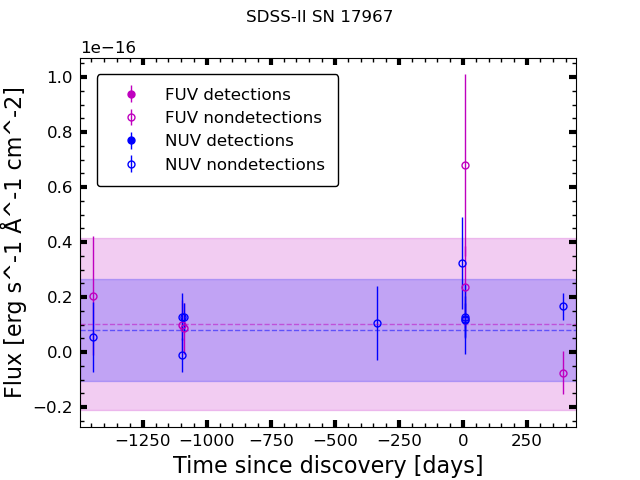 SDSS-II SN 17967
1e−16
FUV detections
FUV nondetections
NUV detections
NUV nondetections
1.0
0.8
0.6
0.4
0.2
0.0
−0.2
Flux [erg s^-1 Å^-1 cm^-2]
−1250 −1000 −750 −500 −250 0 250
Time since discovery [days]